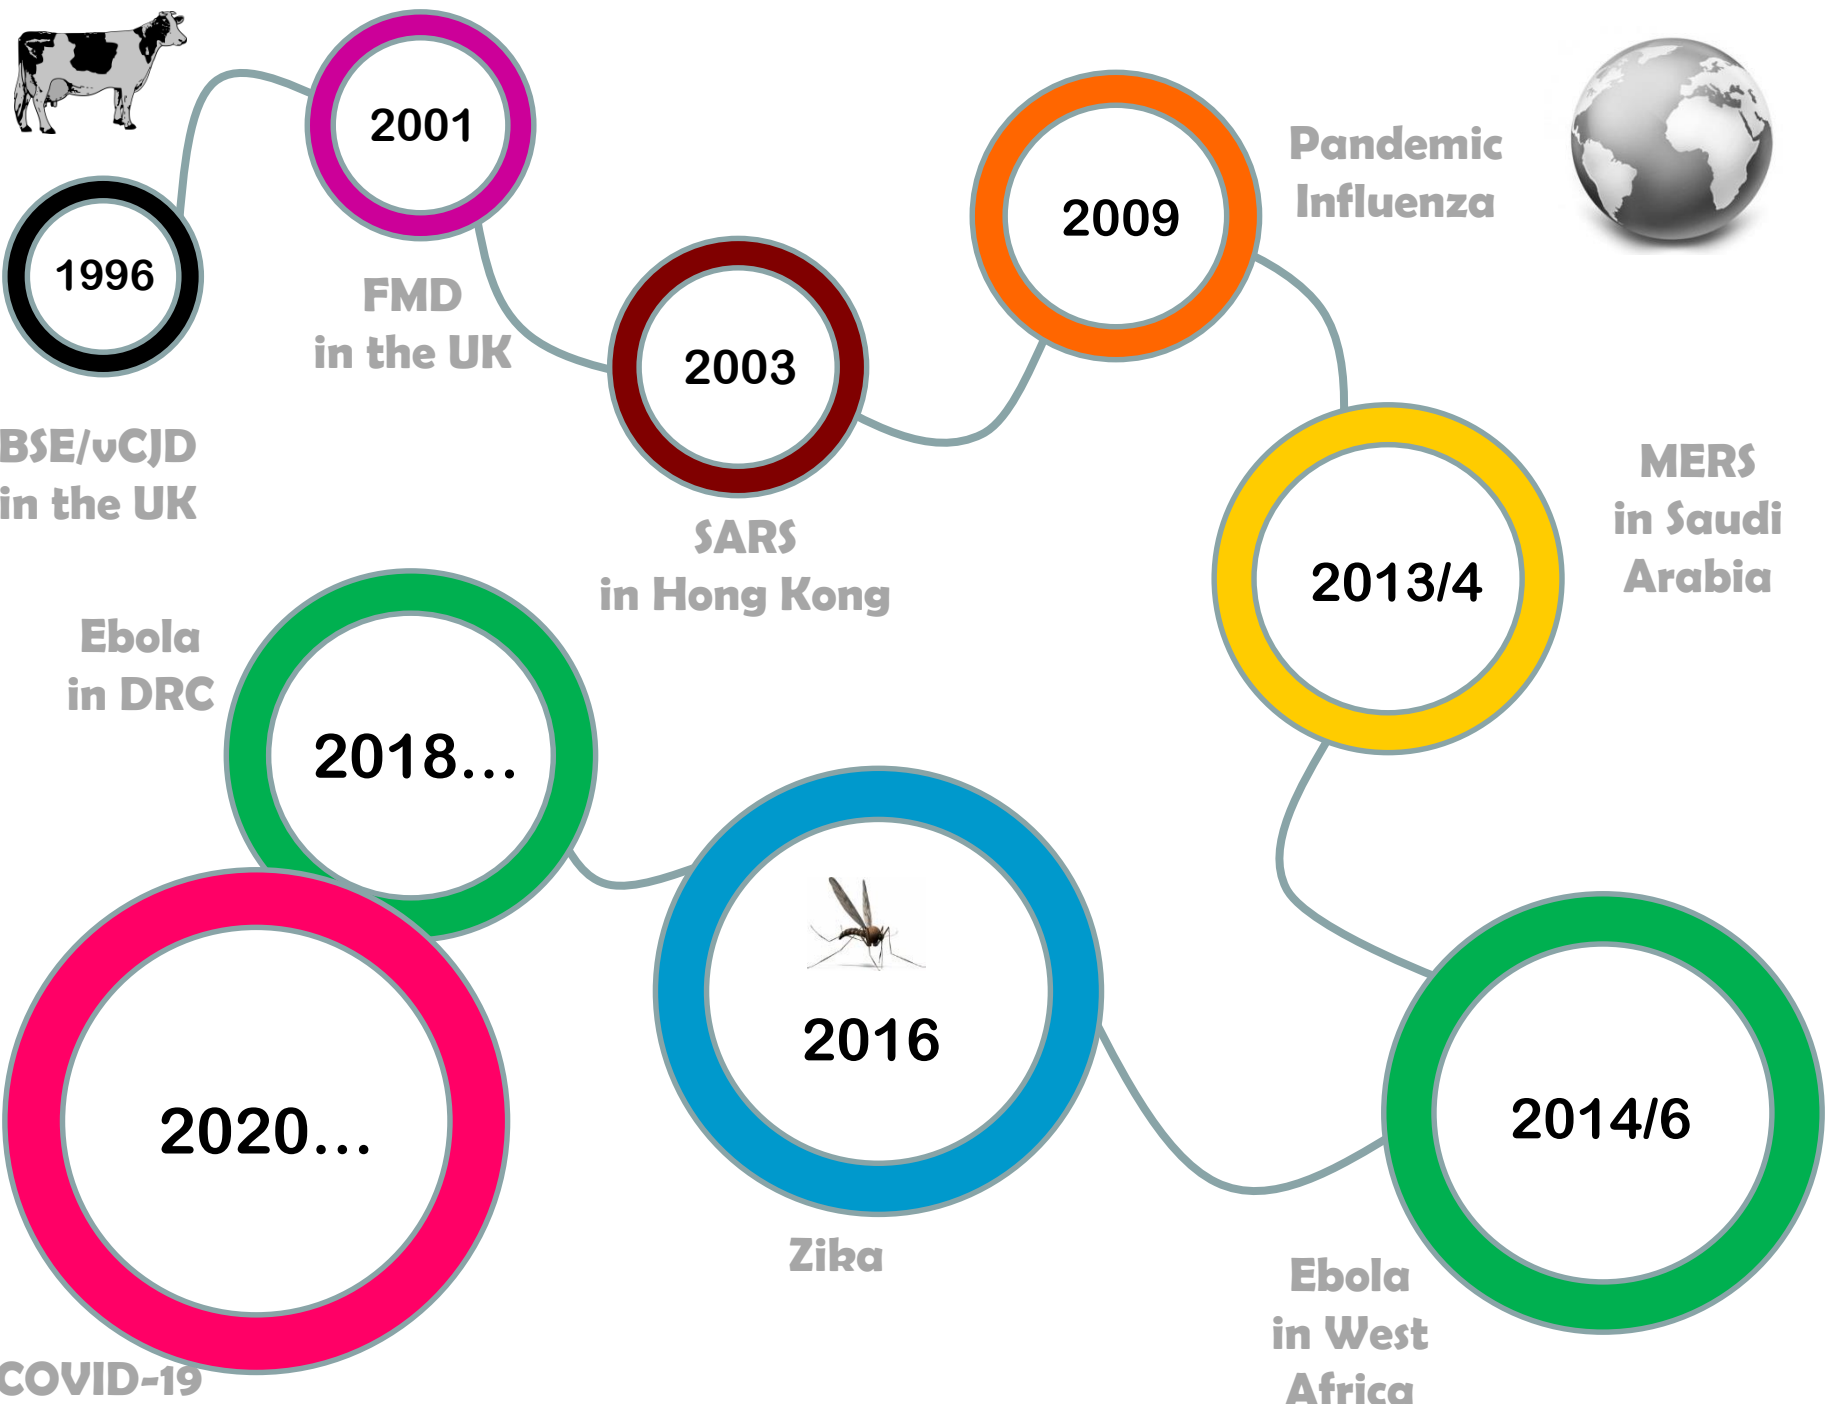 1996
BSE/vCJD
in the UK
2001
FMD
in the UK
2003
SARS
in Hong Kong
2009
Pandemic
Influenza
2013/4
MERS
in Saudi
Arabia
2014/6
Ebola
in West
Africa
2016
Zika
2018...
Ebola
in DRC
2020...
COVID-19